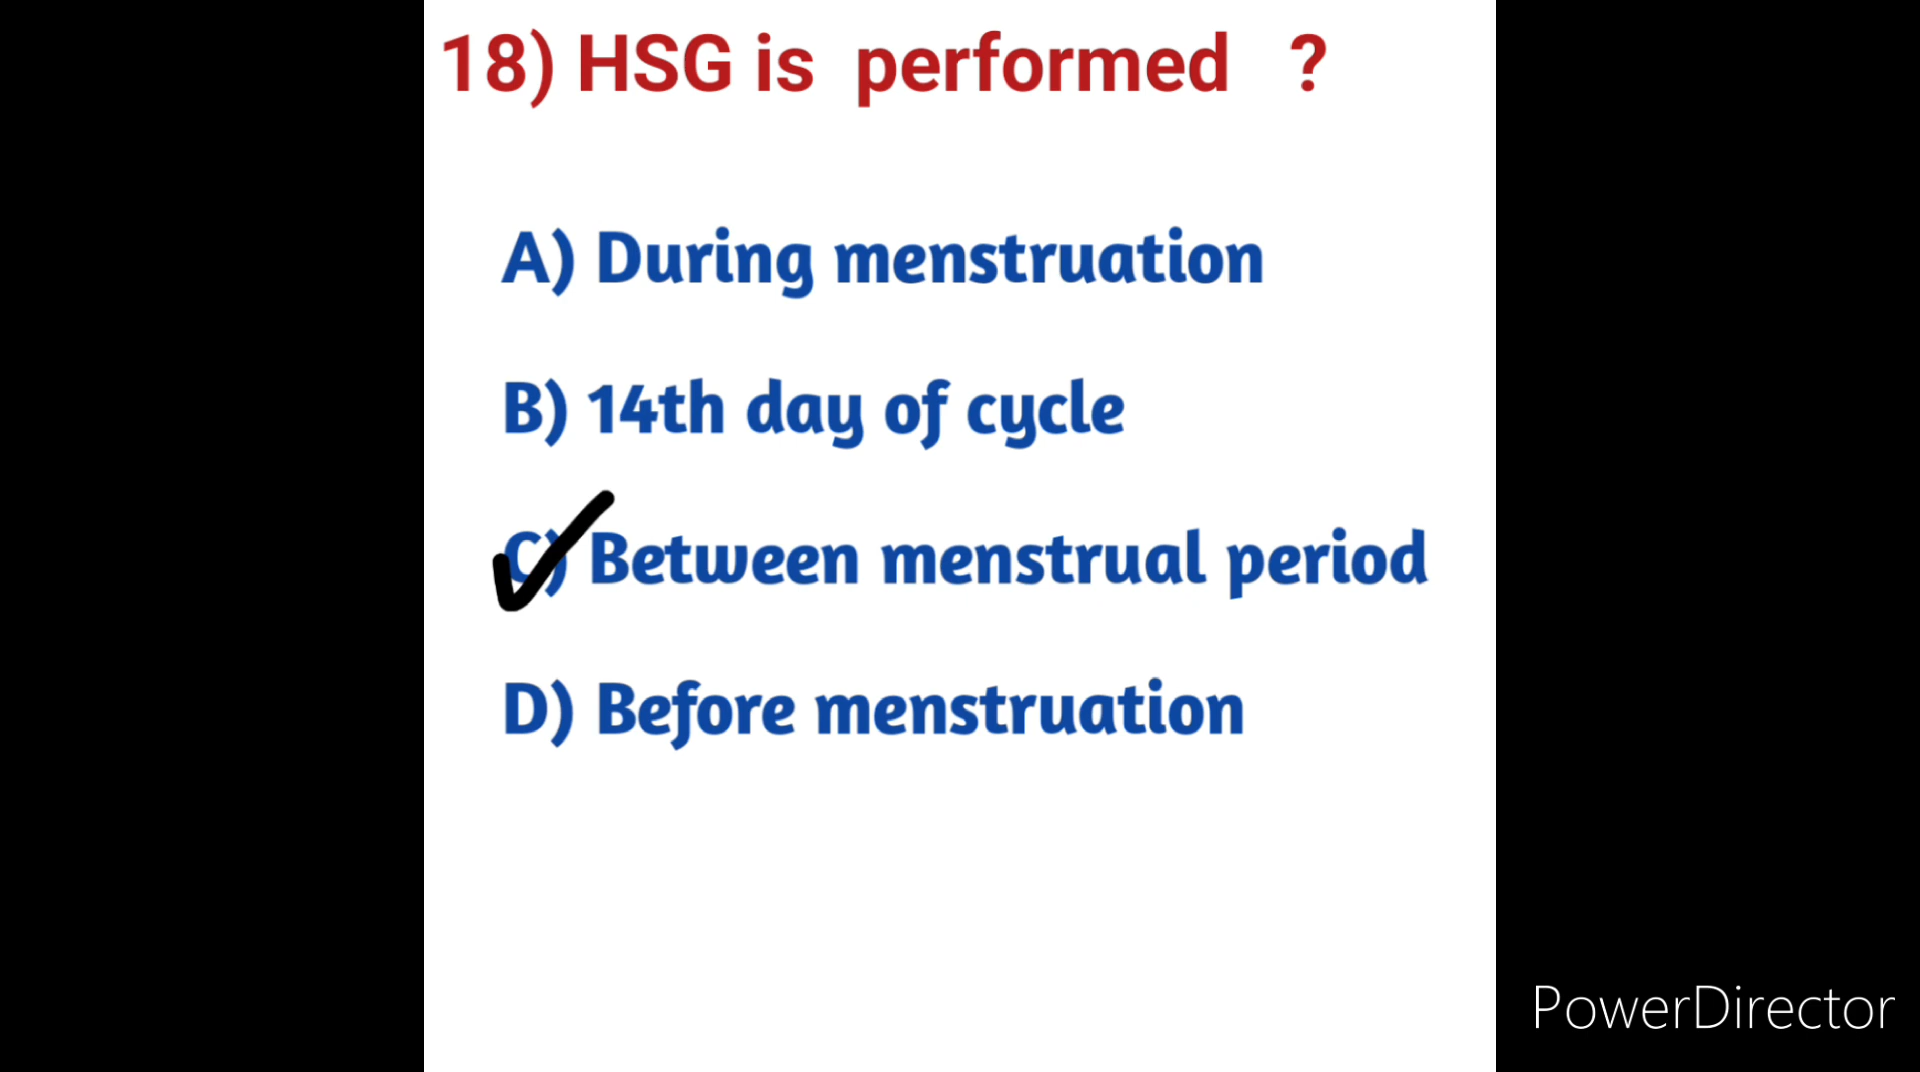 18) HSG is performed ?
A) During menstruation
B) 14th day of cycle
C) Between menstrual period
D) Before menstruation
PowerDirector